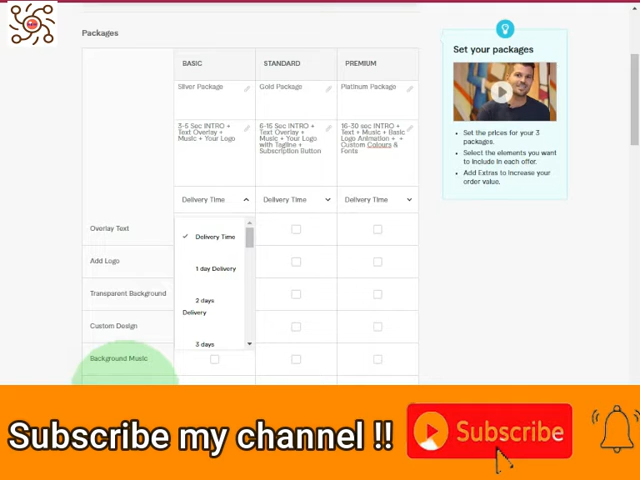 Packages
BASIC
STANDARD
PREMIUM
Silver Package
Gold Package
Platinum Package
3-5 Sec INTRO +
Text Overlay +
Music + Your Logo
6-15 Sec INTRO +
Text Overlay +
Music + Your Logo
with Tagline +
Subscription Button
16-30 sec INTRO +
Text + Music + Basic
Logo Animation + +
Custom Colours &
Fonts
Delivery Time
Delivery Time
Delivery Time
Delivery Time
1 day Delivery
2 days
Delivery
3 days
Overlay Text
Add Logo
Transparent Background
Custom Design
Background Music
Set your packages
Set the prices for your 3
packages.
Select the elements you want
to include in each offer.
Add Extras to increase your
order value.
Subscribe my channel !!
Subscribe